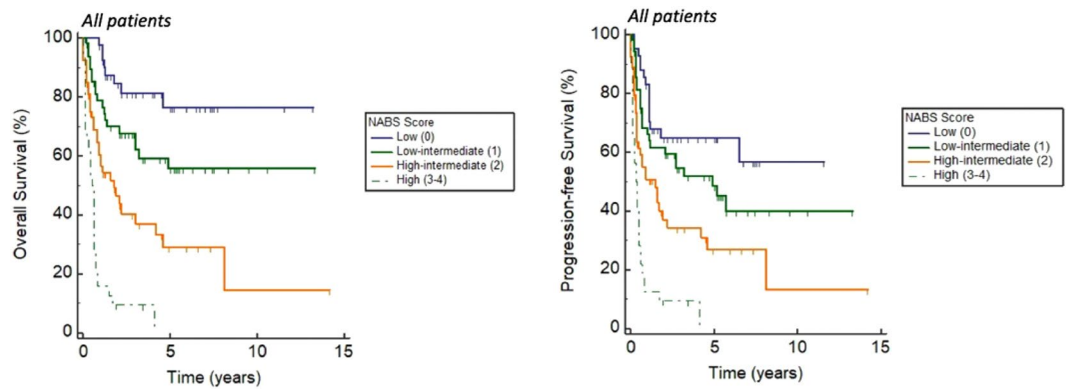 All patients
Overall Survival (%)
100
80
60
40
20
0
0 5 10 15
Time (years)
NABS Score
Low (0)
Low-intermediate (1)
High-intermediate (2)
High (3-4)
All patients
Progression-free Survival (%)
100
80
60
40
20
0
0 5 10 15
Time (years)
NABS Score
Low (0)
Low-intermediate (1)
High-intermediate (2)
High (3-4)